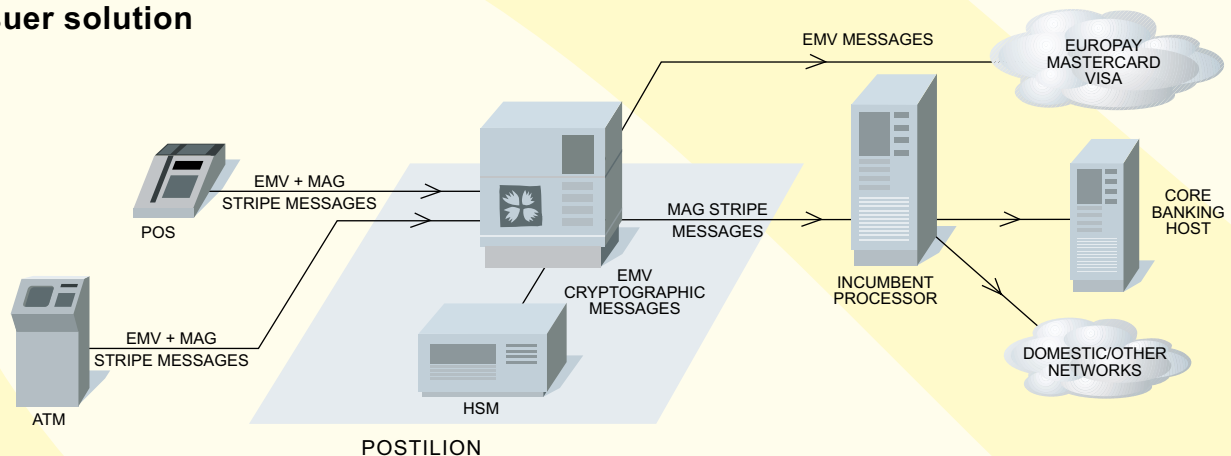 solution
EMV MESSAGES
EUROPAY
MASTERCARD
VISA
EMV + MAG
STRIPE MESSAGES
POS
MAG STRIPE
MESSAGES
CORE
BANKING
HOST
EMV
CRYPTOGRAPHIC
MESSAGES
INCUMBENT
PROCESSOR
EMV + MAG
STRIPE MESSAGES
DOMESTIC/OTHER
NETWORKS
HSM
ATM
POSTILION